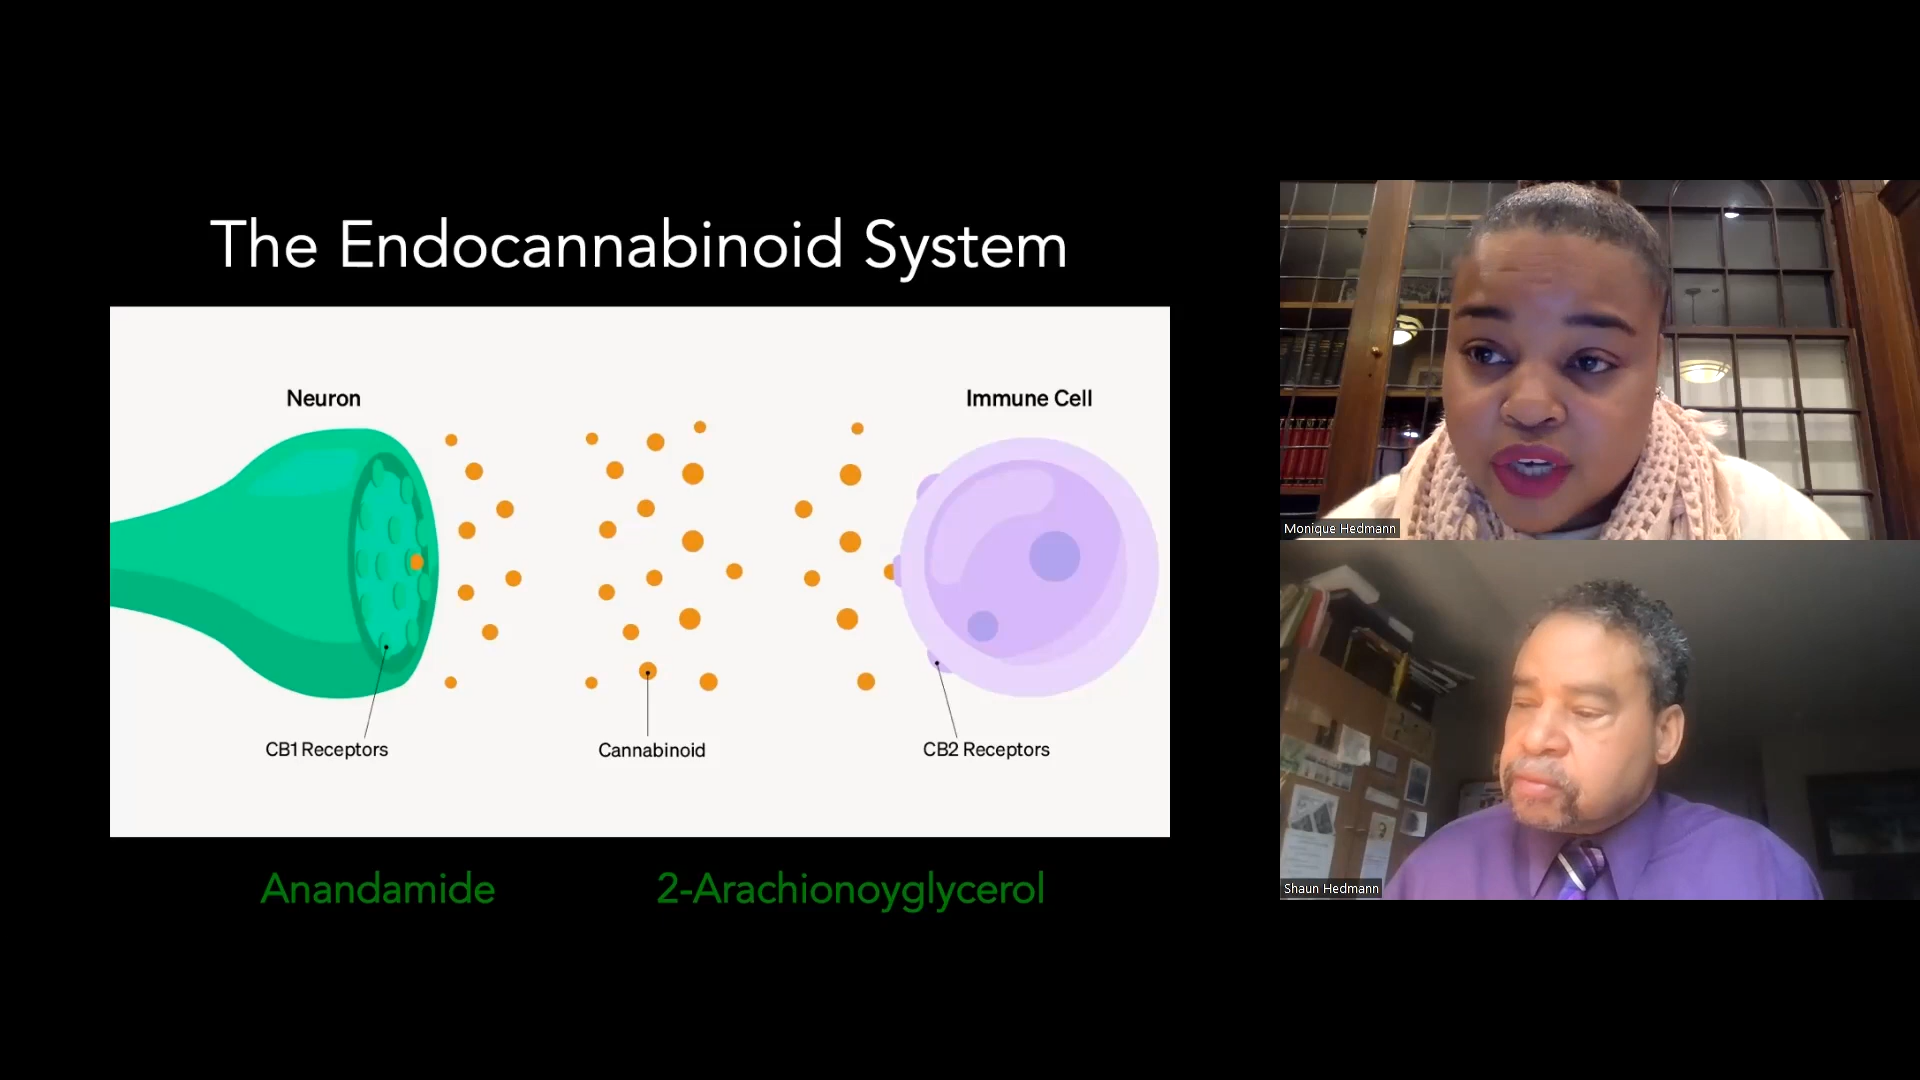 The Endocannabinoid System
Neuron
Immune Cell
CB1 Receptors
Cannabinoid
CB2 Receptors
Anandamide
2-Arachionoyglycerol
Monique Hedmann
Shaun Hedmann